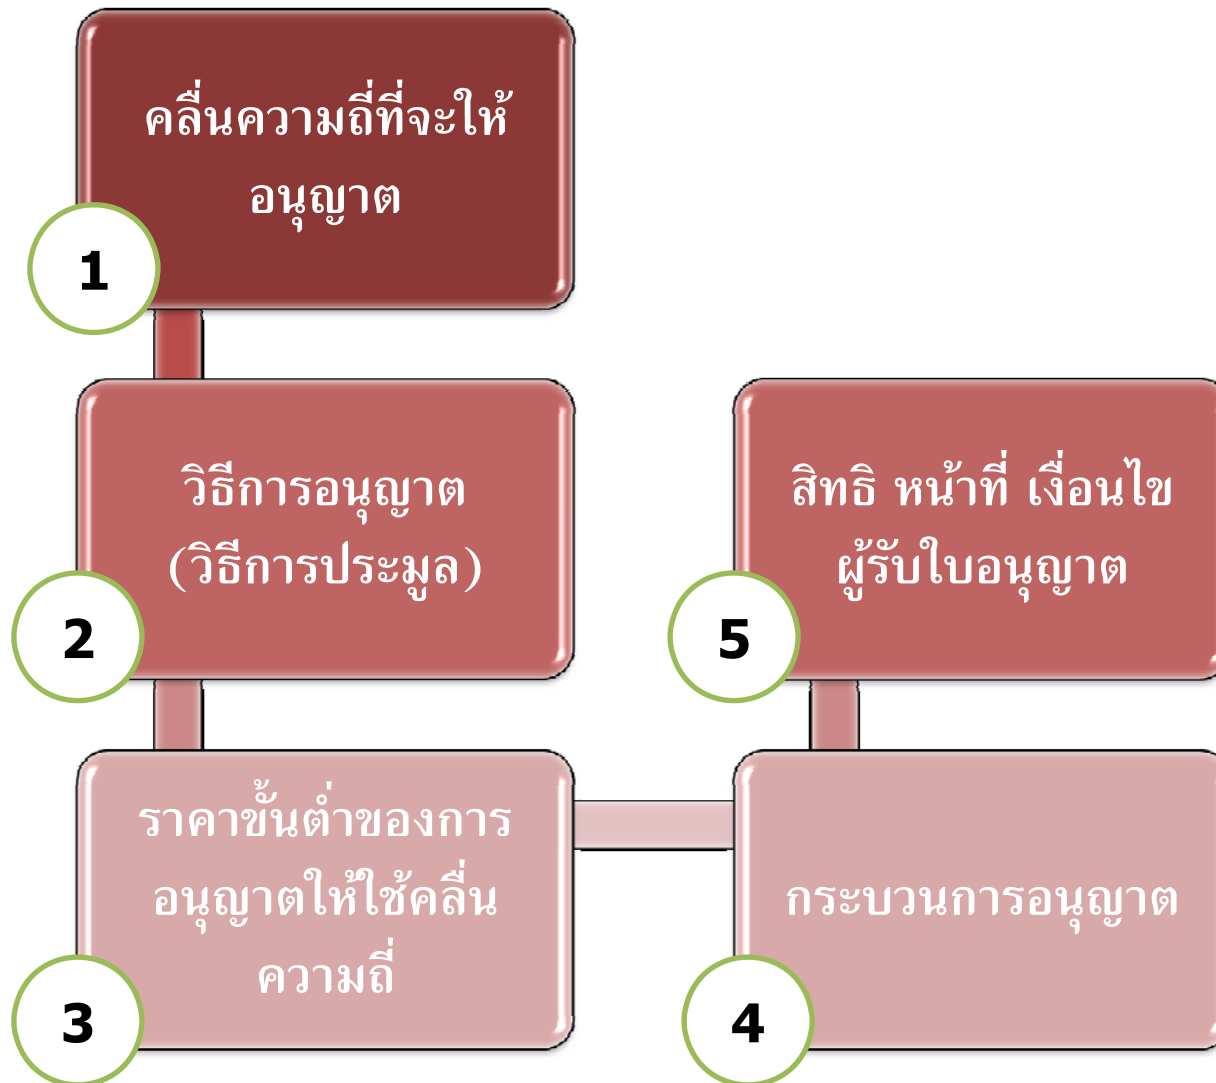 คลื่นความถี่ที่จะให้
อนุญาต
1
วิธีการอนุญาต
(วิธีการประมูล)
2
ราคาขั้นต่ำของการ
อนุญาตให้ใช้คลื่น
ความถี่
3
กระบวนการอนุญาต
4
สิทธิ หน้าที่ เงื่อนไข
ผู้รับใบอนุญาต
5